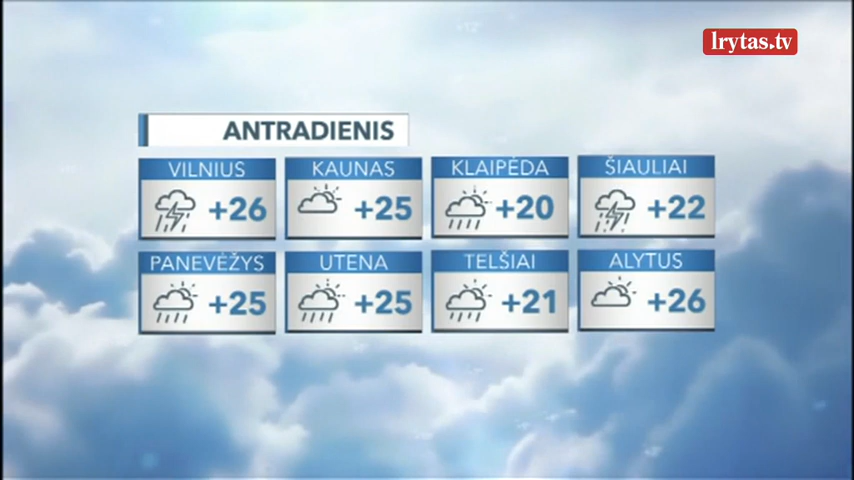 lrytas.tv
ANTRADIENIS
VILNIUS KAUNAS KLAIPĖDA ŠIAULIAI
+26 +25 +20 +22
PANEVĖŽYS UTENA TELŠIAI ALYTUS
+25 +25 +21 +26